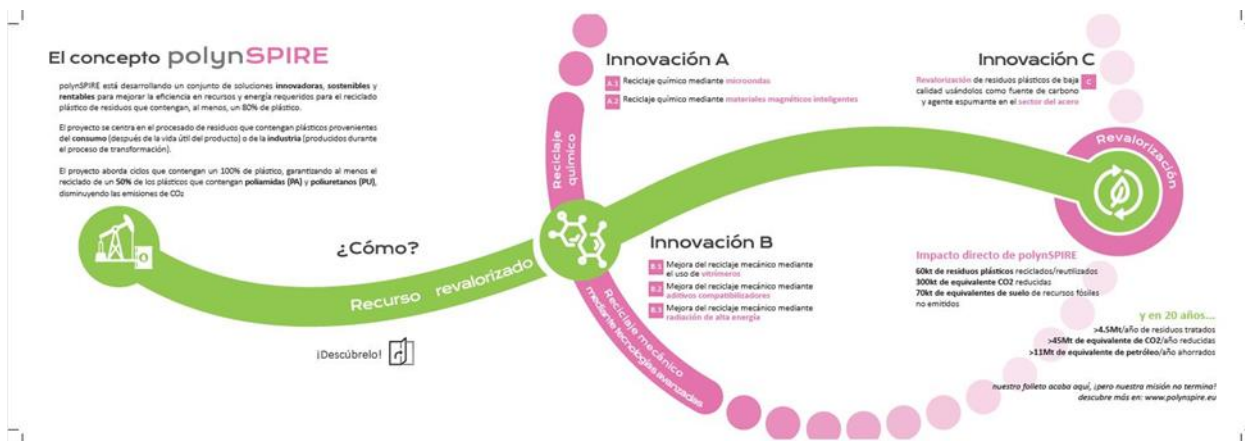 El concepto polynSPIRE
polynSPIRE está desarrollando un conjunto de soluciones innovadoras, sostenibles y
rentables para mejorar la eficiencia en recursos y energía requeridos para el reciclado
plástico de residuos que contengan, al menos, un 80% de plástico.
El proyecto se centra en el procesado de residuos que contengan plásticos provenientes
del consumo (después de la vida útil del producto) o de la industria (producidos durante
el proceso de transformación).
El proyecto aborda ciclos que contengan un 100% de plástico, garantizando al menos el
reciclado de un 50% de los plásticos que contengan poliamidas (PA) y poliuretanos (PU),
disminuyendo las emisiones de CO₂
¿Cómo?
Recurso revalorizado
¡Descúbrelo!
Reciclaje
químico
Innovación A
A.1 Reciclaje químico mediante microondas
A.2 Reciclaje químico mediante materiales magnéticos inteligentes
Innovación B
B.1 Mejora del reciclaje mecánico mediante
el uso de vitrímeros
B.2 Mejora del reciclaje mecánico mediante
aditivos compatibilizadores
B.3 Mejora del reciclaje mecánico mediante
radiación de alta energía
Reciclaje mecánico
mediante tecnologías avanzadas
Innovación C
Revalorización de residuos plásticos de baja C
calidad usándolos como fuente de carbono
y agente espumante en el sector del acero
Revalorización
Impacto directo de polynSPIRE
60kt de residuos plásticos reciclados/reutilizados
300kt de equivalente CO2 reducidas
70kt de equivalentes de suelo de recursos fósiles
no emitidos
y en 20 años...
>4.5Mt/año de residuos tratados
>45Mt de equivalente de CO2/año reducidas
>11Mt de equivalente de petróleo/año ahorrados
nuestro folleto acaba aquí, ¡pero nuestra misión no termina!
descubre más en: www.polynspire.eu